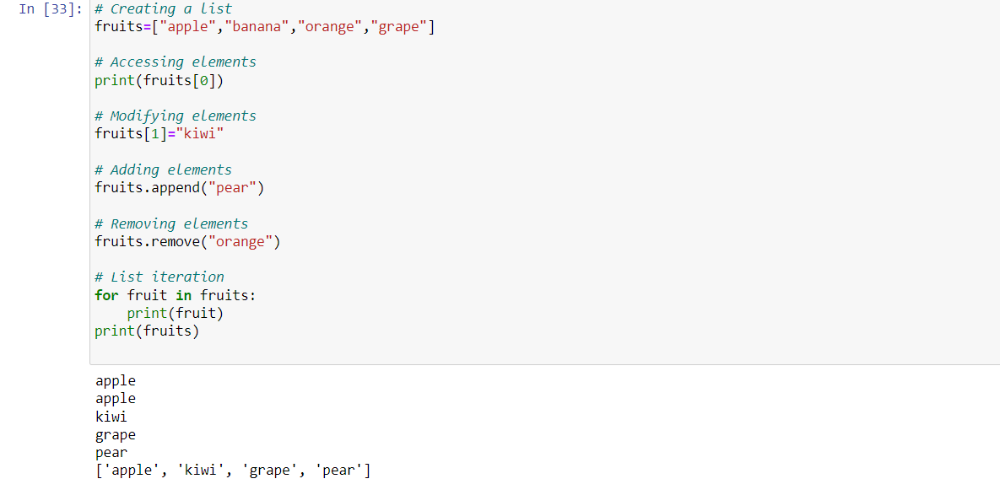 In [33]: # Creating a list
fruits=["apple","banana","orange","grape"]
# Accessing elements
print(fruits[0])
# Modifying elements
fruits[1]="kiwi"
# Adding elements
fruits.append("pear")
# Removing elements
fruits.remove("orange")
# List iteration
for fruit in fruits:
    print(fruit)
print(fruits)
apple
apple
kiwi
grape
pear
['apple', 'kiwi', 'grape', 'pear']